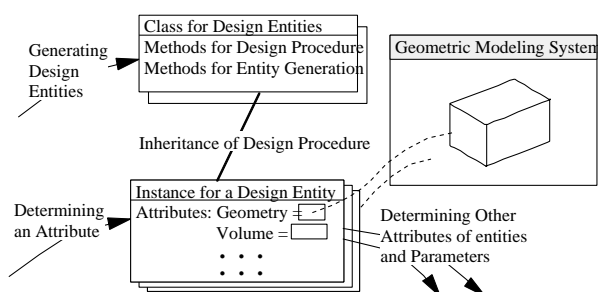 Class for Design Entities
Methods for Design Procedure
Methods for Entity Generation
Generating
Design
Entities
Geometric Modeling System
Inheritance of Design Procedure
Instance for a Design Entity
Attributes: Geometry =
Volume =
Determining
an Attribute
Determining Other
Attributes of entities
and Parameters